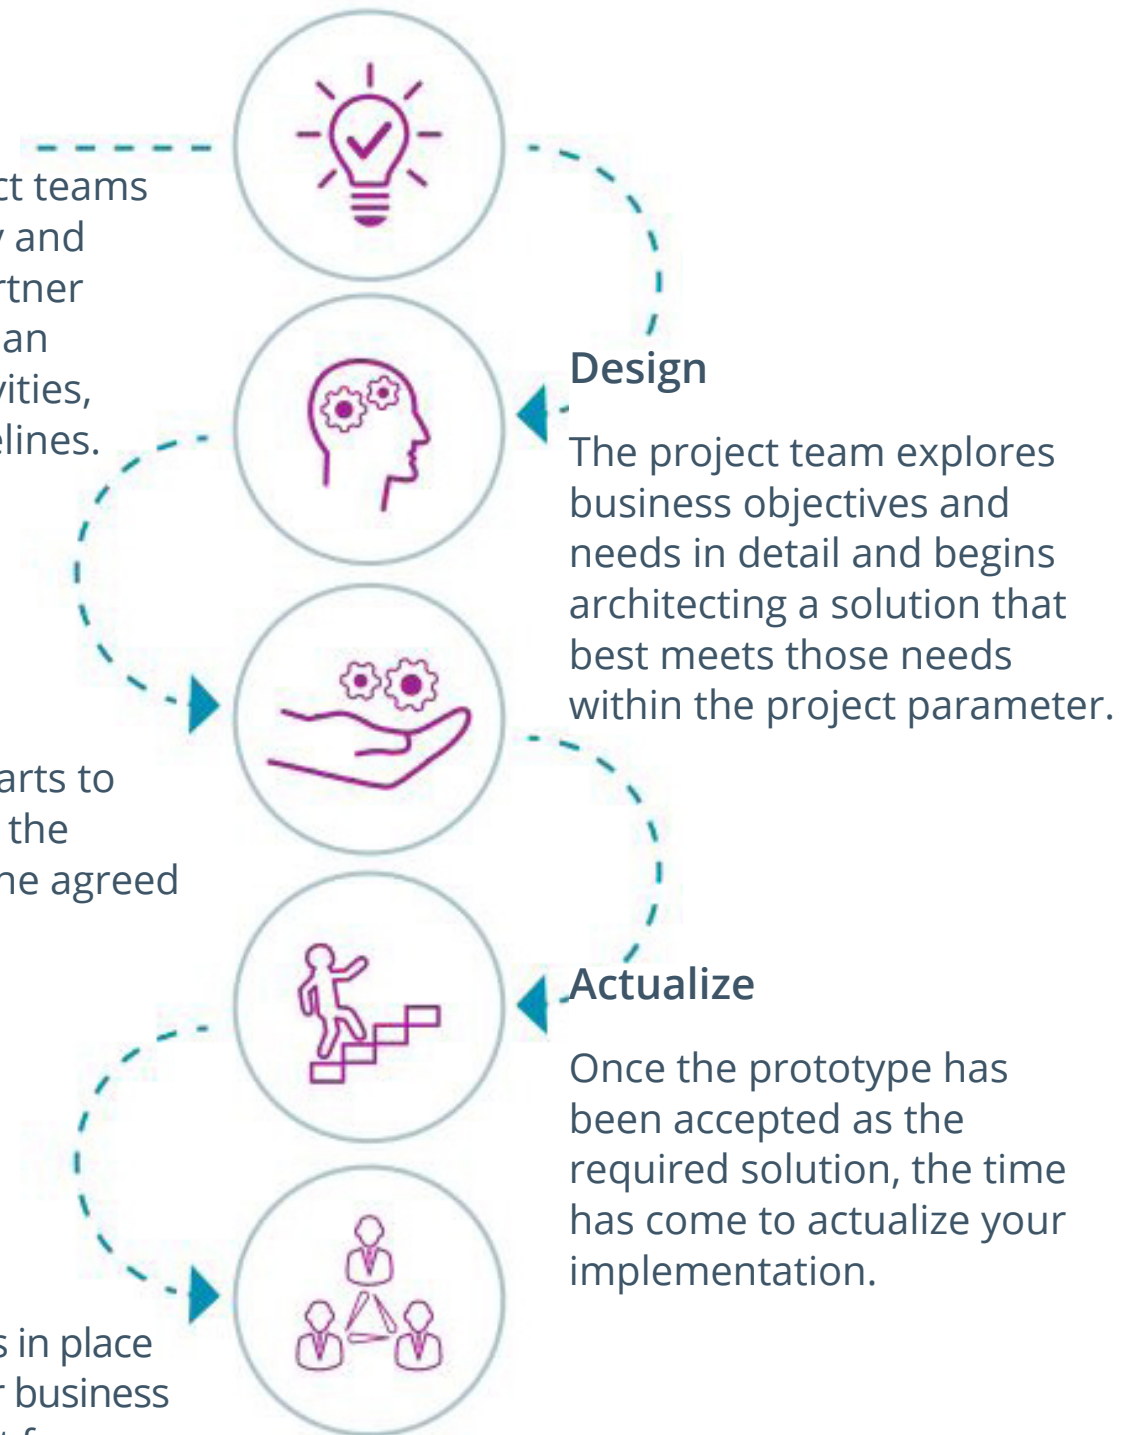 ct teams
and
rtner
an
vities,
elines.
Design
The project team explores
business objectives and
needs in detail and begins
architecting a solution that
best meets those needs
within the project parameter.
arts to
the
he agreed
Actualize
Once the prototype has
been accepted as the
required solution, the time
has come to actualize your
implementation.
s in place
r business